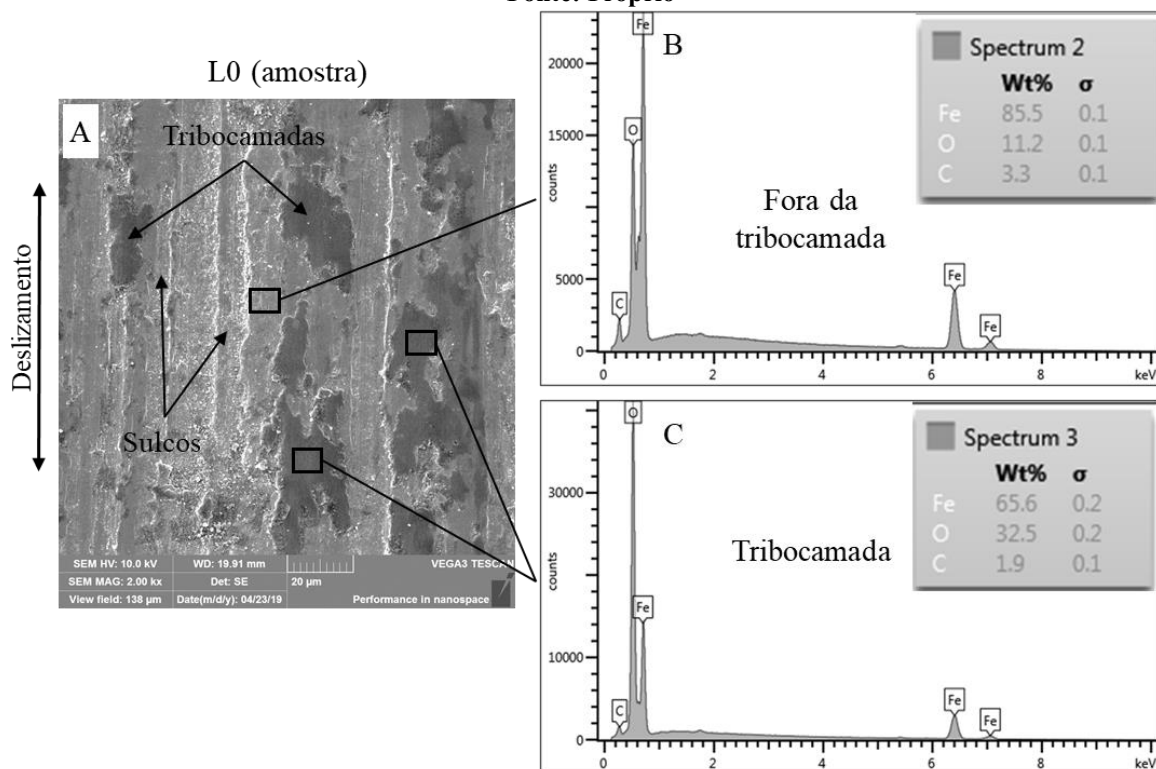 Fonte: Próprio
L0 (amostra)
A
Tribocamadas
Deslizamento
Sulcos
SEM HV: 10.0 kV
WD: 19.91 mm
VEGA3 TESCAN
SEM MAG: 2.00 kx
Det: SE
20 µm
View field: 138 µm
Date(m/d/y): 04/23/19
Performance in nanospace
B
Fe
Spectrum 2
Wt% σ
Fe 85.5 0.1
O 11.2 0.1
C 3.3 0.1
20000
15000
10000
5000
0
counts
O
C
Fora da
tribocamada
Fe
Fe
0 2 4 6 8 keV
C
O
Spectrum 3
Wt% σ
Fe 65.6 0.2
O 32.5 0.2
C 1.9 0.1
30000
10000
0
counts
Tribocamada
Fe
C
Fe
Fe
0 2 4 6 8 keV